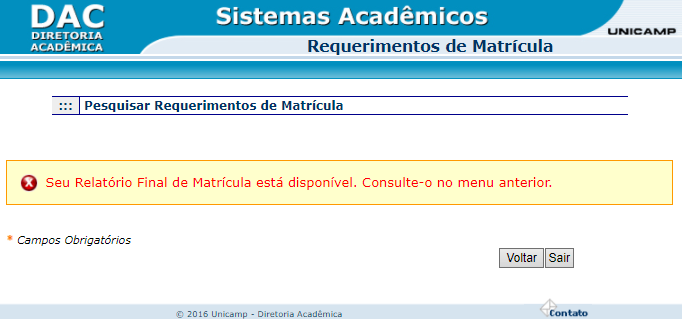 DAC
DIRETORIA
ACADÊMICA
Sistemas Acadêmicos
UNICAMP
Requerimentos de Matrícula
::: Pesquisar Requerimentos de Matrícula
Seu Relatório Final de Matrícula está disponível. Consulte-o no menu anterior.
* Campos Obrigatórios
Voltar Sair
© 2016 Unicamp - Diretoria Acadêmica
Contato